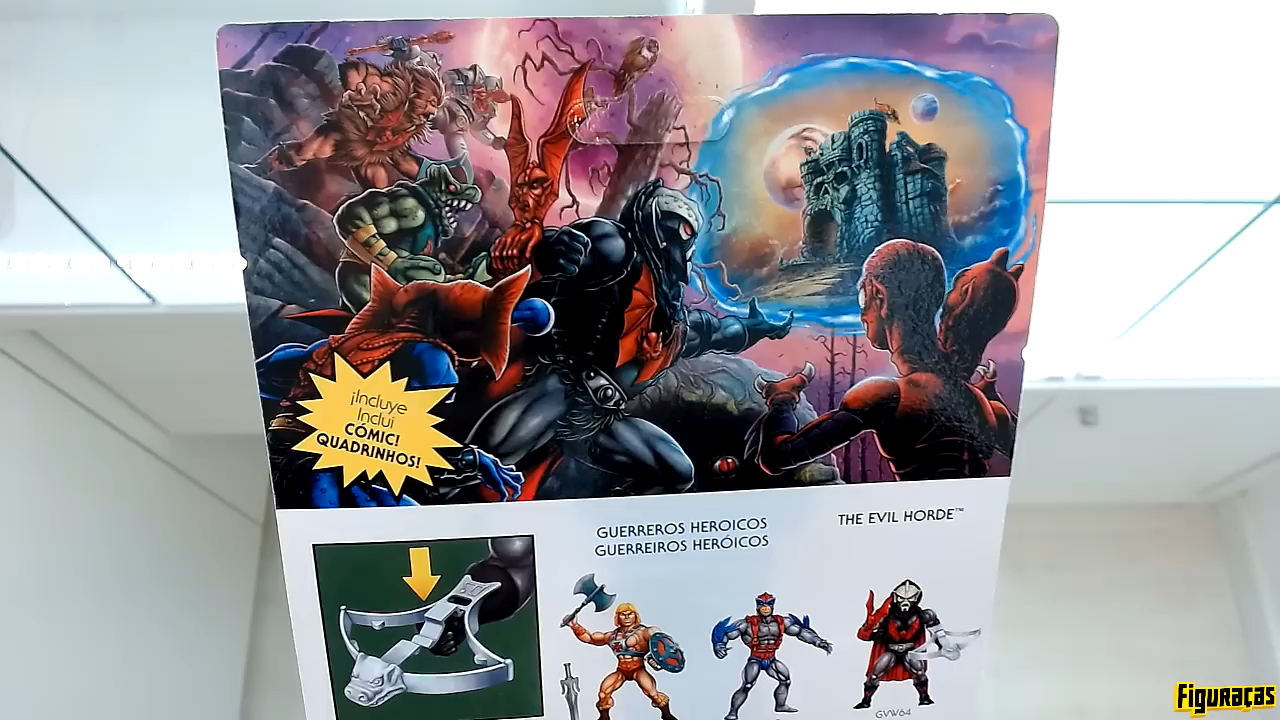 ¡Incluye
Inclui
CÓMIC!
QUADRINHOS!
GUERREROS HEROICOS
GUERREIROS HERÓICOS
THE EVIL HORDE™
GVW64
Figuraças